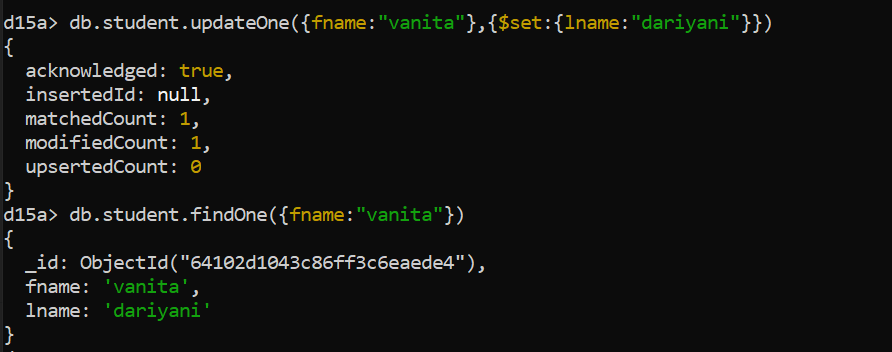 d15a> db.student.updateOne({fname:"vanita"},{$set:{lname:"dariyani"}})
{
  acknowledged: true,
  insertedId: null,
  matchedCount: 1,
  modifiedCount: 1,
  upsertedCount: 0
}
d15a> db.student.findOne({fname:"vanita"})
{
  _id: ObjectId("64102d1043c86ff3c6eaede4"),
  fname: 'vanita',
  lname: 'dariyani'
}